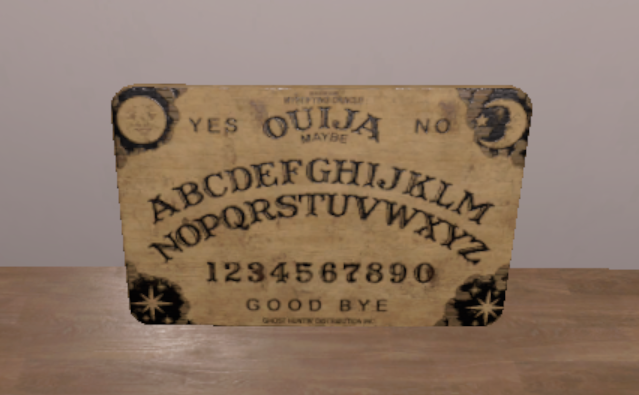 YES OUIJA NO
MAYBE
ABCDEFGHIJKLM
NOPQRSTUVWXYZ
1234567890
GOOD BYE